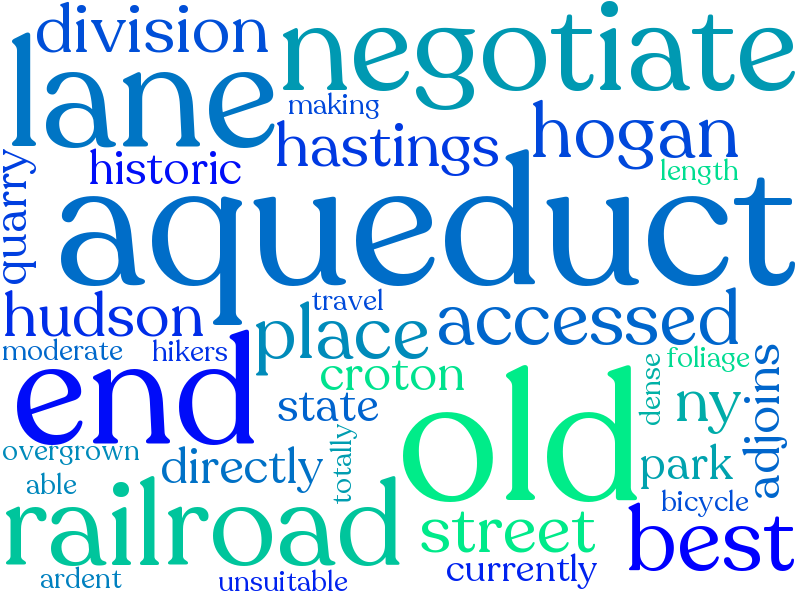 division
negotiate
lane
making
hastings
hogan
historic
length
quarry
aqueduct
hudson
travel
place
accessed
moderate
hikers
croton
foliage
adjoins
dense
end
state
old
ny
overgrown
directly
totally
park
able
bicycle
railroad
street
best
ardent
unsuitable
currently